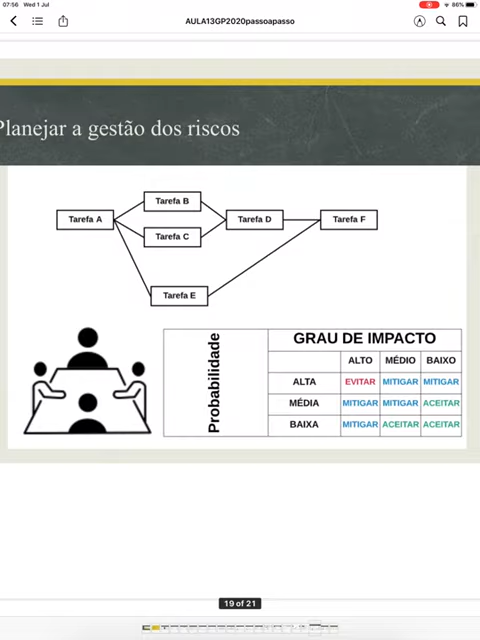 07:56 Wed 1 Jul
86%
AULA13GP2020passoapasso
Planejar a gestão dos riscos
Tarefa B
Tarefa A
Tarefa D
Tarefa F
Tarefa C
Tarefa E
Probabilidade
GRAU DE IMPACTO
ALTO MÉDIO BAIXO
ALTA EVITAR MITIGAR MITIGAR
MÉDIA MITIGAR MITIGAR ACEITAR
BAIXA MITIGAR ACEITAR ACEITAR
19 of 21